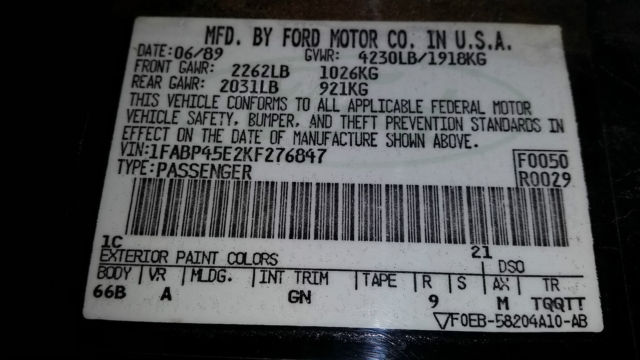 MFD. BY FORD MOTOR CO. IN U.S.A.
DATE: 06/89 GVWR: 4230LB/1918KG
FRONT GAWR: 2262LB 1026KG
REAR GAWR: 2031LB 921KG
THIS VEHICLE CONFORMS TO ALL APPLICABLE FEDERAL MOTOR
VEHICLE SAFETY, BUMPER, AND THEFT PREVENTION STANDARDS IN
EFFECT ON THE DATE OF MANUFACTURE SHOWN ABOVE.
VIN: 1FABP45E2KF276847 F0050
TYPE: PASSENGER R0029
1C 21
EXTERIOR PAINT COLORS DSO
BODY VR MLDG. INT TRIM TAPE R S AX TR
66B A GN 9 M TQQTT
▽F0EB-58204A10-AB